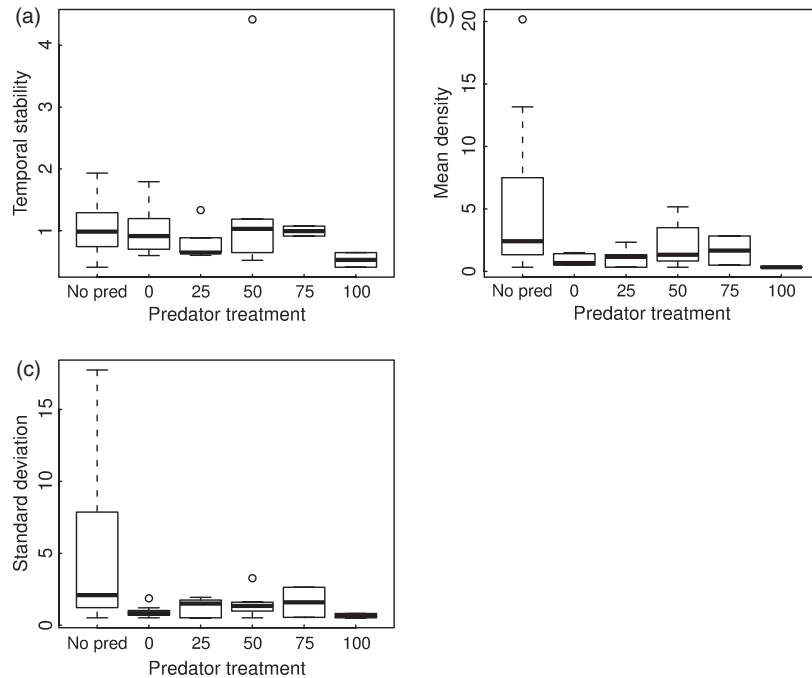 (a)
Temporal stability
4
3
2
1
No pred 0 25 50 75 100
Predator treatment
(b)
Mean density
20
15
10
5
0
No pred 0 25 50 75 100
Predator treatment
(c)
Standard deviation
15
10
5
0
No pred 0 25 50 75 100
Predator treatment